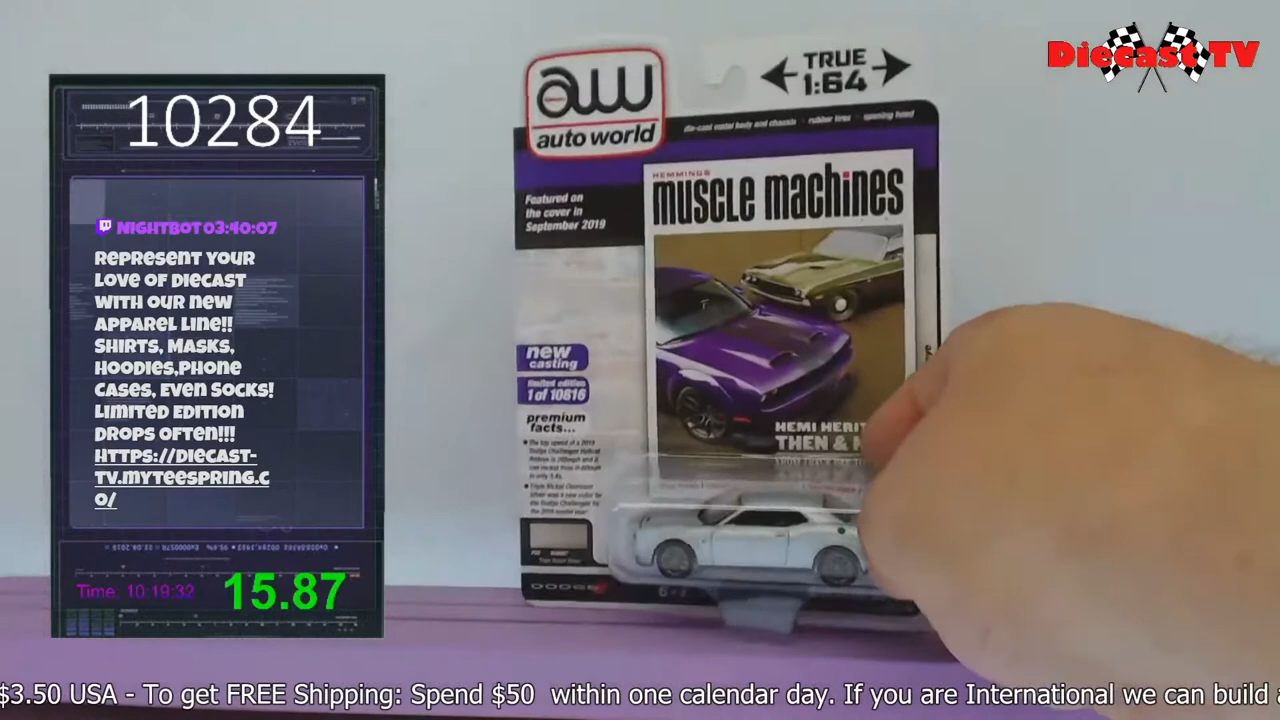 Diecast TV
10284
NIGHTBOT 03:40:07
Represent your
love of diecast
with our new
apparel line!!
Shirts, Masks,
Hoodies,Phone
Cases, Even Socks!
Limited Edition
drops often!!!
https://diecast-
tv.myteespring.c
o/
Time: 10:19:32
15.87
aw
auto world
TRUE
1:64
die-cast metal body and chassis · rubber tires · opening hood
Featured on
the cover in
September 2019
HEMMINGS
muscle machines
new
casting
limited edition
1 of 10816
premium
facts...
HEMI HERIT
THEN &
DODGE
$3.50 USA - To get FREE Shipping: Spend $50 within one calendar day. If you are International we can build a